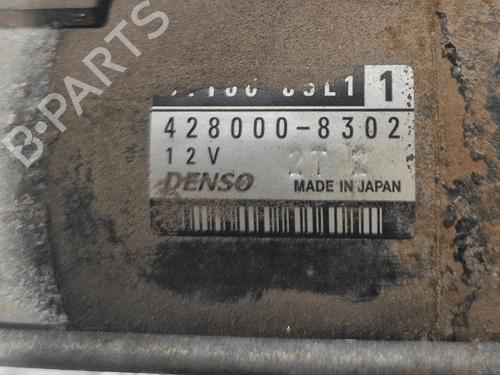 B-PARTS
1
428000-8302
12V
DENSO MADE IN JAPAN